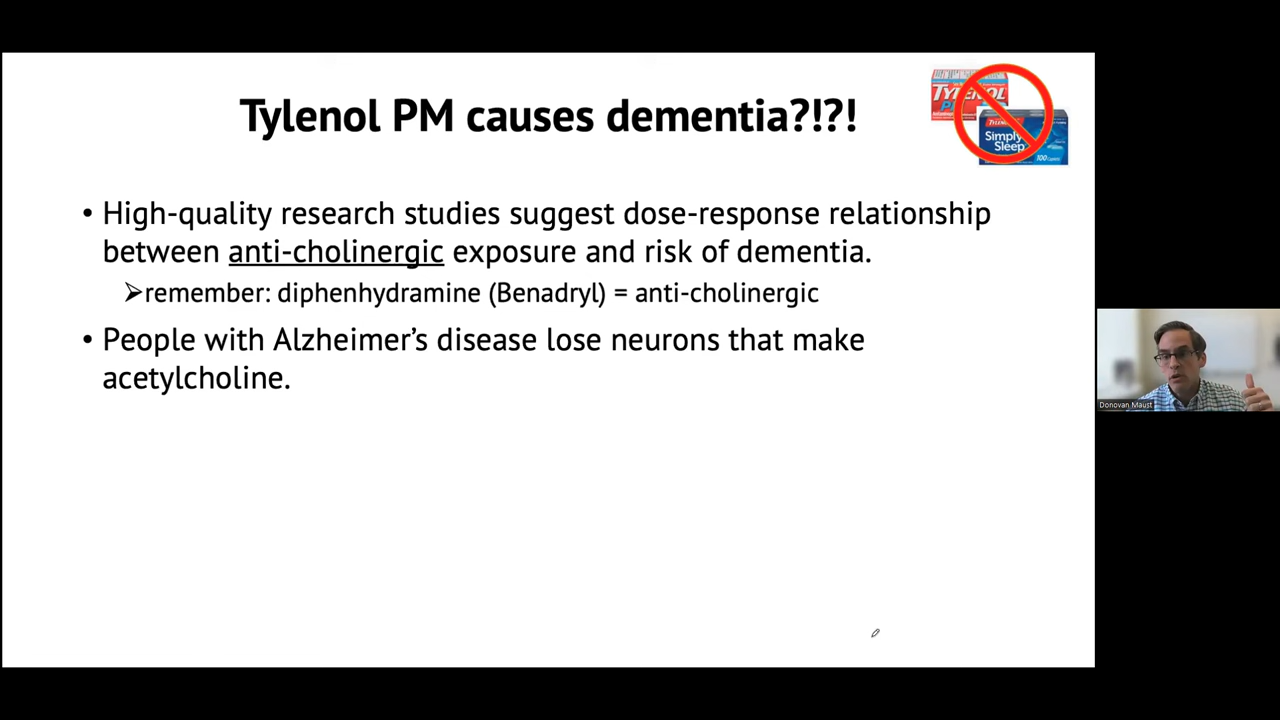 Tylenol PM causes dementia?!?!
TYLENOL
TYLENOL
Simply
Sleep
100
• High-quality research studies suggest dose-response relationship
between anti-cholinergic exposure and risk of dementia.
➢remember: diphenhydramine (Benadryl) = anti-cholinergic
• People with Alzheimer’s disease lose neurons that make
acetylcholine.
Donovan Maust